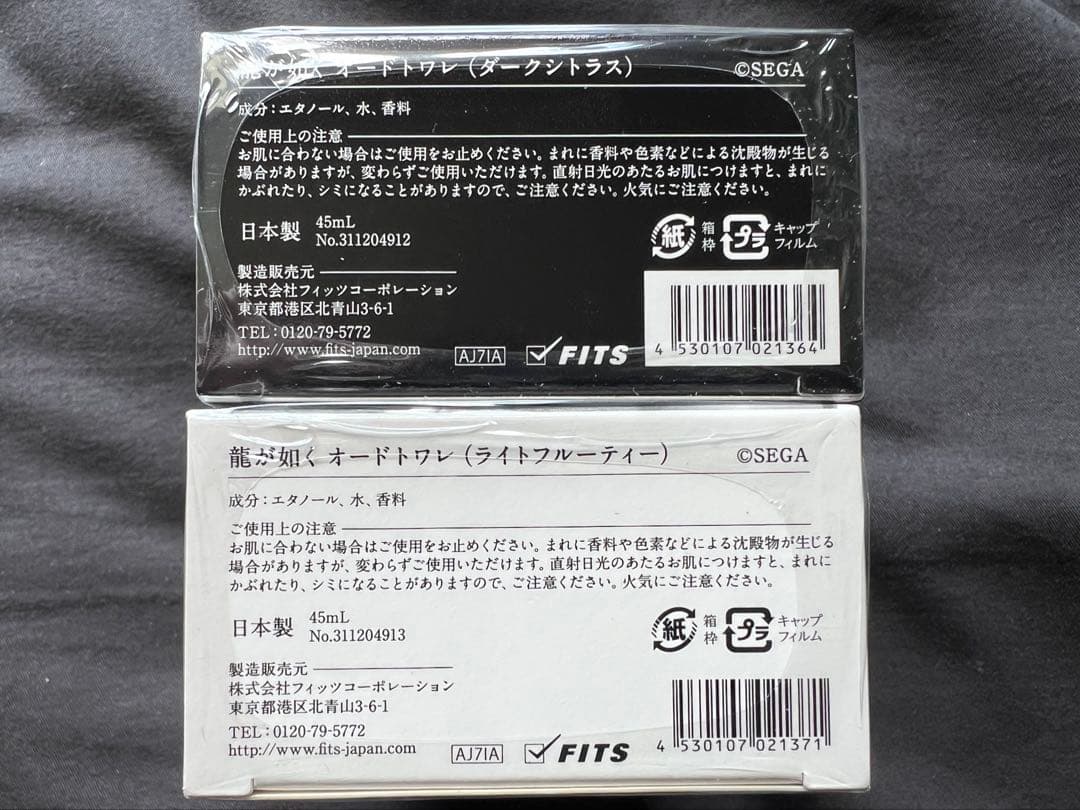 龍が如く オードトワレ（ダークシトラス） ©SEGA
成分：エタノール、水、香料
ご使用上の注意
お肌に合わない場合はご使用をお止めください。まれに香料や色素などによる沈殿物が生じる
場合がありますが、変わらずご使用いただけます。直射日光のあたるお肌につけますと、まれに
かぶれたり、シミになることがありますので、ご注意ください。火気にご注意ください。
日本製 45mL
No.311204912
紙 箱 枠 プラ キャップ フィルム
製造販売元
株式会社フィッツコーポレーション
東京都港区北青山3-6-1
TEL：0120-79-5772
http://www.fits-japan.com
AJ7IA FITS
4 530107 021364
龍が如く オードトワレ（ライトフルーティー） ©SEGA
成分：エタノール、水、香料
ご使用上の注意
お肌に合わない場合はご使用をお止めください。まれに香料や色素などによる沈殿物が生じる
場合がありますが、変わらずご使用いただけます。直射日光のあたるお肌につけますと、まれに
かぶれたり、シミになることがありますので、ご注意ください。火気にご注意ください。
日本製 45mL
No.311204913
紙 箱 枠 プラ キャップ フィルム
製造販売元
株式会社フィッツコーポレーション
東京都港区北青山3-6-1
TEL：0120-79-5772
http://www.fits-japan.com
AJ7IA FITS
4 530107 021371